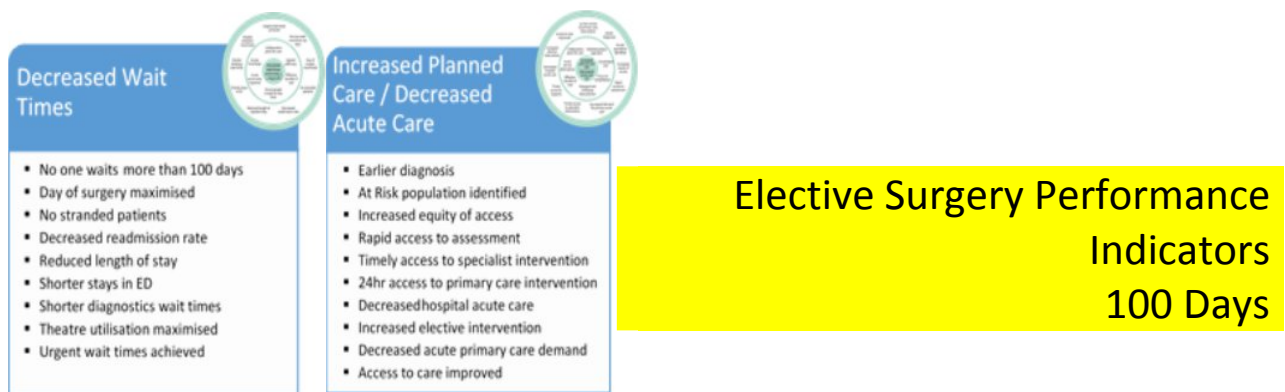 Decreased Wait
Times
▪ No one waits more than 100 days
▪ Day of surgery maximised
▪ No stranded patients
▪ Decreased readmission rate
▪ Reduced length of stay
▪ Shorter stays in ED
▪ Shorter diagnostics wait times
▪ Theatre utilisation maximised
▪ Urgent wait times achieved
Increased Planned
Care / Decreased
Acute Care
▪ Earlier diagnosis
▪ At Risk population identified
▪ Increased equity of access
▪ Rapid access to assessment
▪ Timely access to specialist intervention
▪ 24hr access to primary care intervention
▪ Decreasedhospital acute care
▪ Increased elective intervention
▪ Decreased acute primary care demand
▪ Access to care improved
Elective Surgery Performance
Indicators
100 Days